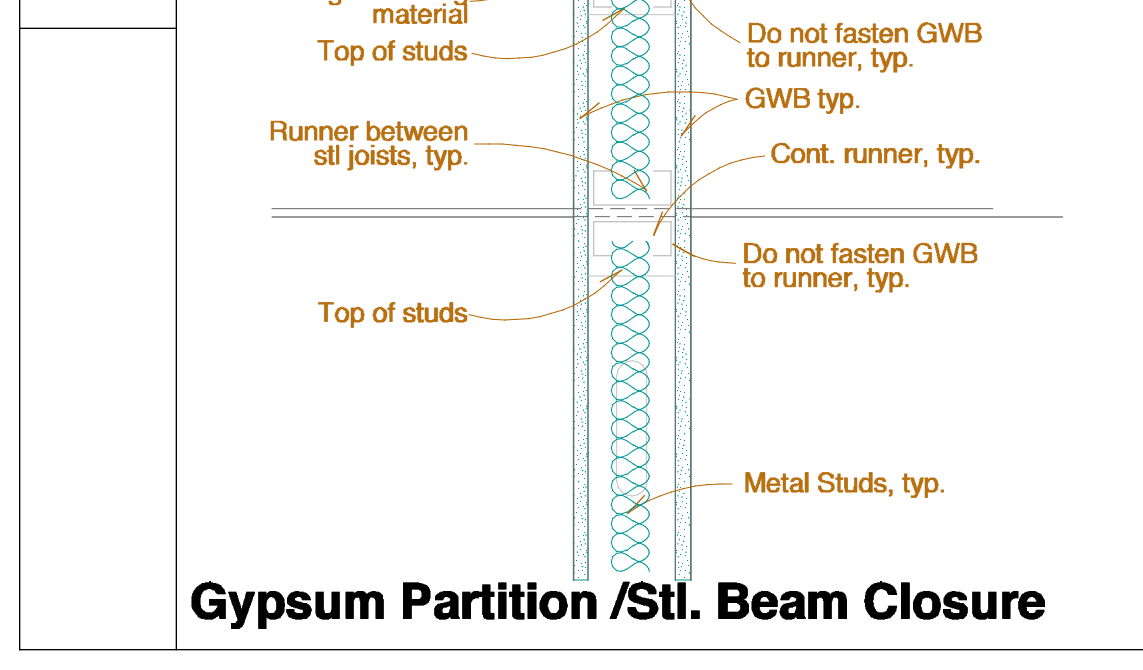 material
Top of studs
Do not fasten GWB
to runner, typ.
GWB typ.
Runner between
stl joists, typ.
Cont. runner, typ.
Do not fasten GWB
to runner, typ.
Top of studs
Metal Studs, typ.
Gypsum Partition /Stl. Beam Closure